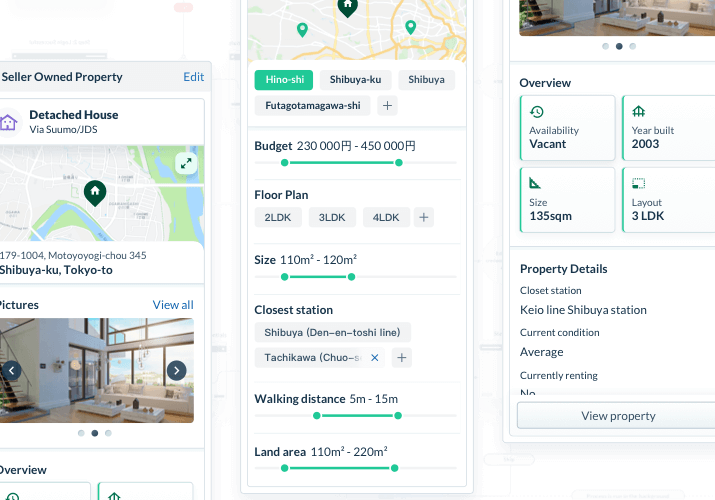 Seller Owned Property
Edit
Detached House
Via Suumo/JDS
179-1004, Motoyoyogi-chou 345
Shibuya-ku, Tokyo-to
Pictures
View all
Overview
Hino-shi
Shibuya-ku
Shibuya
Futagotamagawa-shi
+
Budget 230 000円 - 450 000円
Floor Plan
2LDK
3LDK
4LDK
+
Size 110m² - 120m²
Closest station
Shibuya (Den-en-toshi line)
Tachikawa (Chuo-s
×
+
Walking distance 5m - 15m
Land area 110m² - 220m²
Overview
Availability
Vacant
Year built
2003
Size
135sqm
Layout
3 LDK
Property Details
Closet station
Keio line Shibuya station
Current condition
Average
Currently renting
No
View property